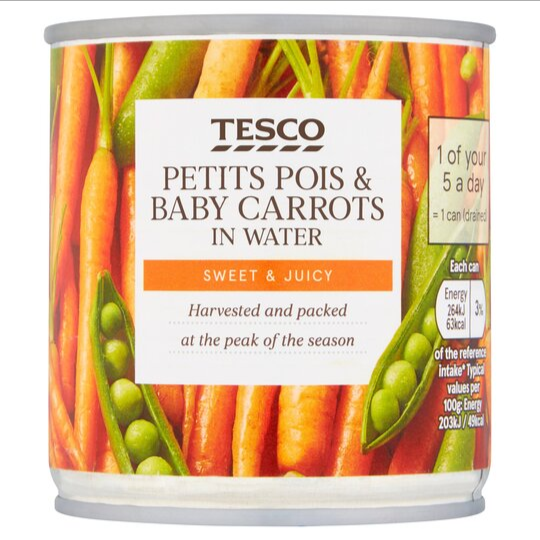 TESCO
PETITS POIS &
BABY CARROTS
IN WATER
SWEET & JUICY
Harvested and packed
at the peak of the season
1 of your
5 a day
= 1 can (drained
Each can
Energy
264kJ
63kcal
3%
of the reference
intake* Typical
values per
100g: Energy
203kJ / 49kcal